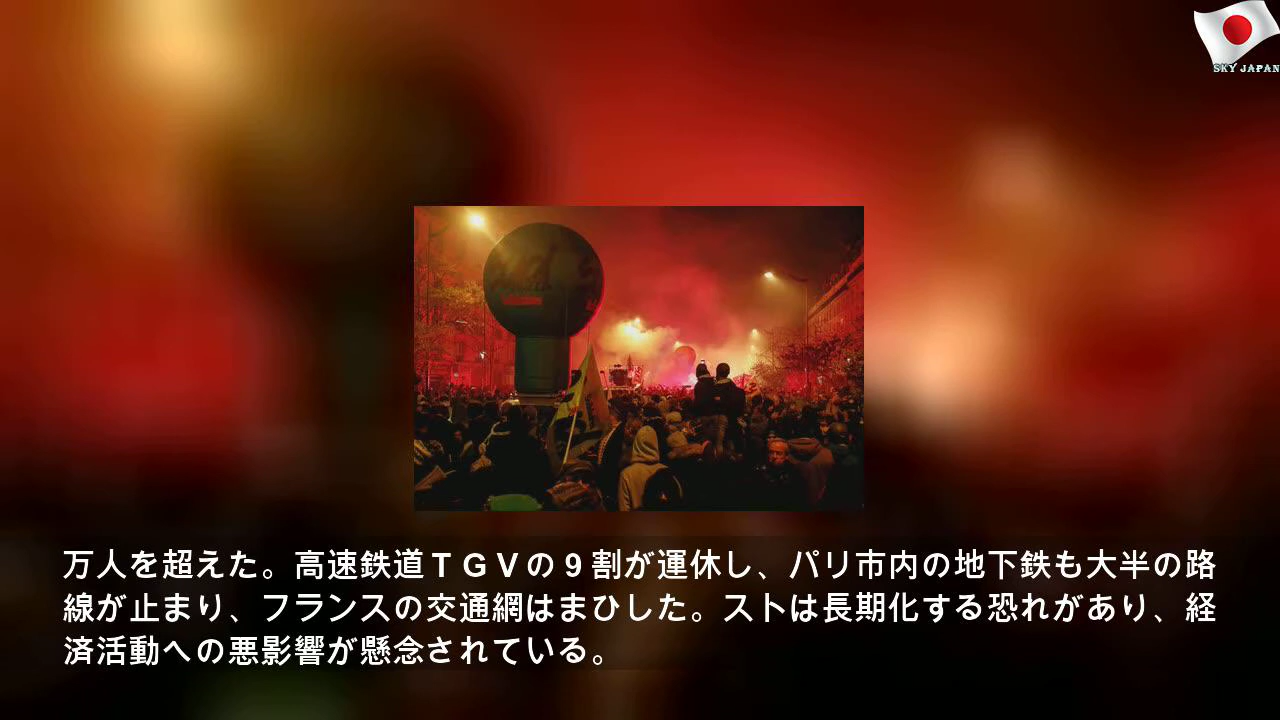 SKY JAPAN
万人を超えた。高速鉄道ＴＧＶの９割が運休し、パリ市内の地下鉄も大半の路
線が止まり、フランスの交通網はまひした。ストは長期化する恐れがあり、経
済活動への悪影響が懸念されている。